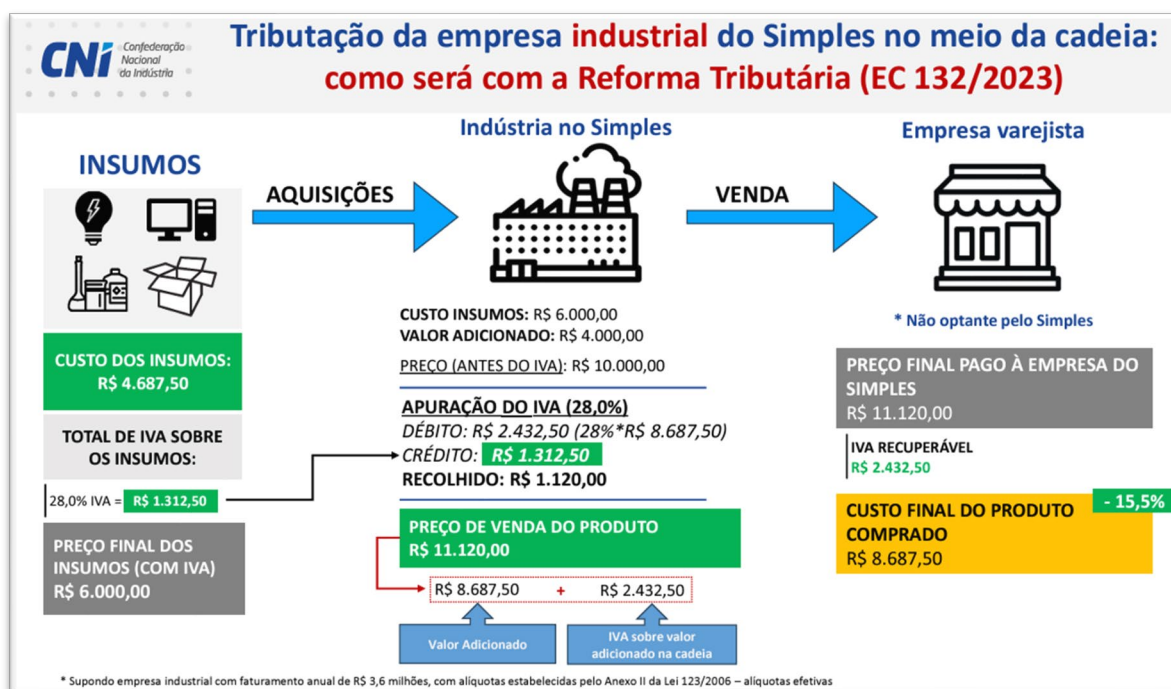 CNi Confederação
Nacional
da Indústria
Tributação da empresa industrial do Simples no meio da cadeia:
como será com a Reforma Tributária (EC 132/2023)
INSUMOS
AQUISIÇÕES
Indústria no Simples
VENDA
Empresa varejista
CUSTO DOS INSUMOS:
R$ 4.687,50
TOTAL DE IVA SOBRE
OS INSUMOS:
28,0% IVA = R$ 1.312,50
PREÇO FINAL DOS
INSUMOS (COM IVA)
R$ 6.000,00
CUSTO INSUMOS: R$ 6.000,00
VALOR ADICIONADO: R$ 4.000,00
PREÇO (ANTES DO IVA): R$ 10.000,00
APURAÇÃO DO IVA (28,0%)
DÉBITO: R$ 2.432,50 (28%*R$ 8.687,50)
CRÉDITO: R$ 1.312,50
RECOLHIDO: R$ 1.120,00
PREÇO DE VENDA DO PRODUTO
R$ 11.120,00
R$ 8.687,50 + R$ 2.432,50
Valor Adicionado
IVA sobre valor
adicionado na cadeia
* Não optante pelo Simples
PREÇO FINAL PAGO À EMPRESA DO
SIMPLES
R$ 11.120,00
IVA RECUPERÁVEL
R$ 2.432,50
- 15,5%
CUSTO FINAL DO PRODUTO
COMPRADO
R$ 8.687,50
* Supondo empresa industrial com faturamento anual de R$ 3,6 milhões, com alíquotas estabelecidas pelo Anexo II da Lei 123/2006 – alíquotas efetivas